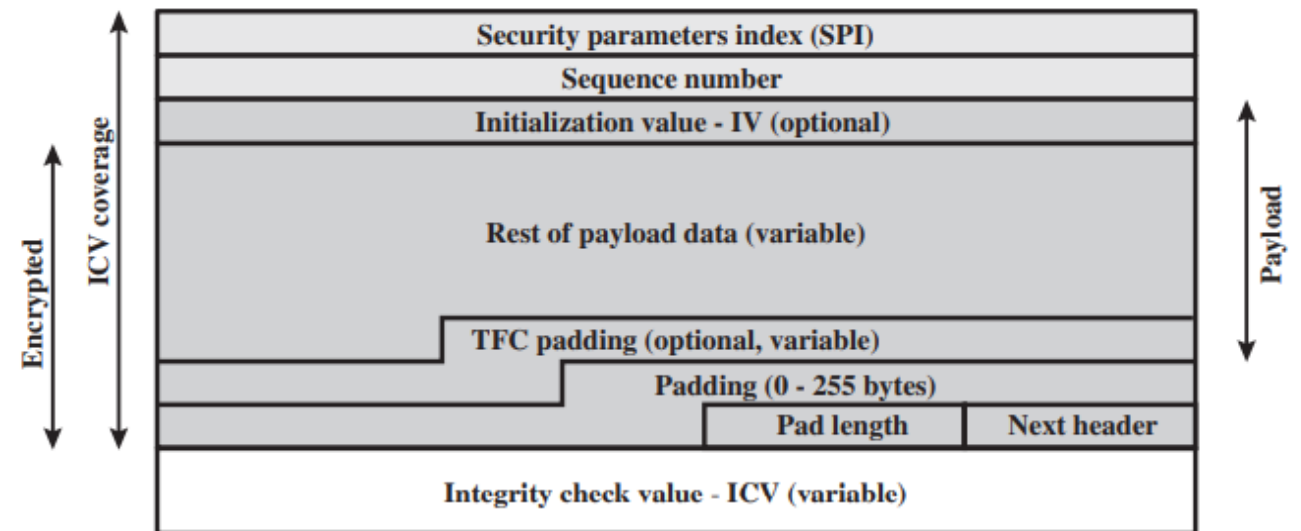 Security parameters index (SPI)
Sequence number
Initialization value - IV (optional)
Rest of payload data (variable)
TFC padding (optional, variable)
Padding (0 - 255 bytes)
Pad length
Next header
Integrity check value - ICV (variable)
Encrypted
ICV coverage
Payload